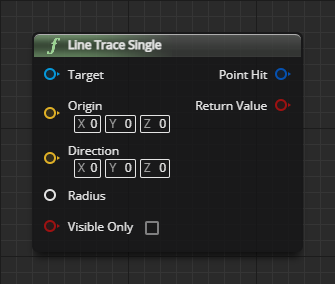 f Line Trace Single
Target Point Hit
Origin Return Value
X 0 Y 0 Z 0
Direction
X 0 Y 0 Z 0
Radius
Visible Only